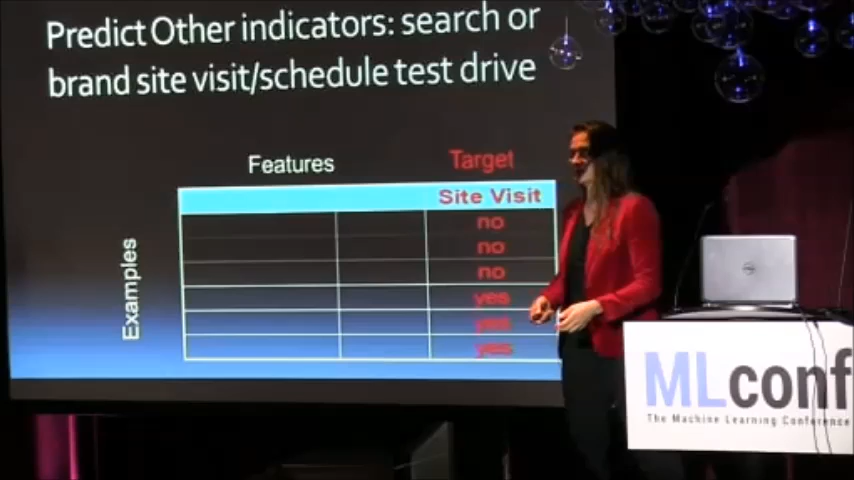 Predict Other indicators: search or
brand site visit/schedule test drive
Features
Target
Site Visit
Examples
no
no
no
yes
yes
yes
MLconf
The Machine Learning Conference